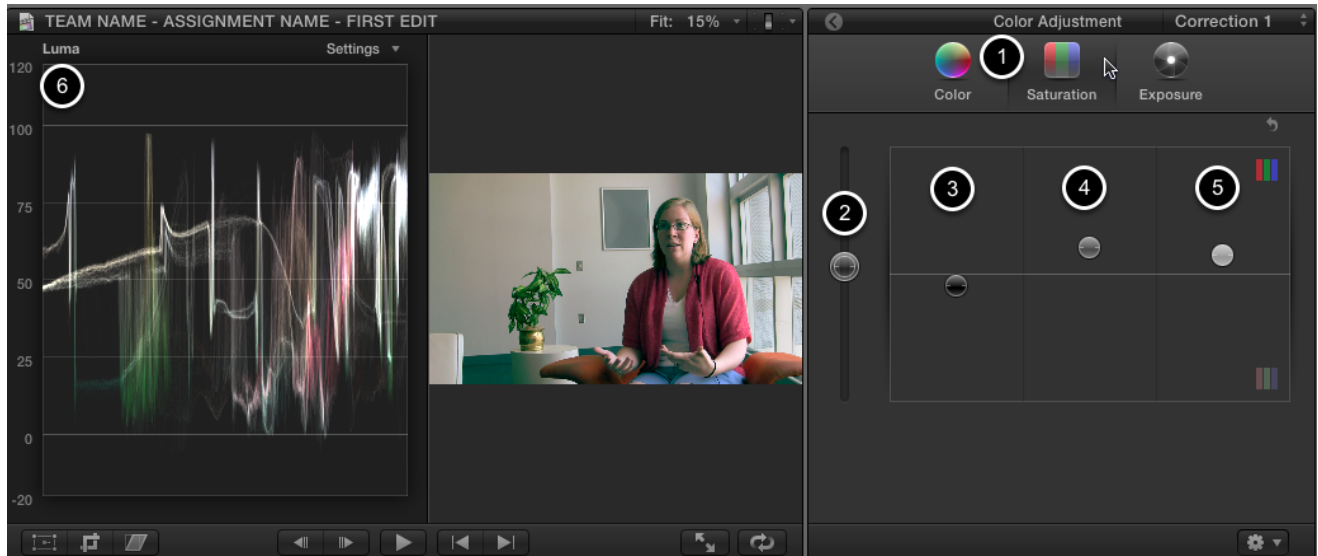 TEAM NAME - ASSIGNMENT NAME - FIRST EDIT
Fit: 15%
Color Adjustment
Correction 1
Luma
Settings
120
6
100
75
50
25
0
-20
1
Color
Saturation
Exposure
2
3
4
5